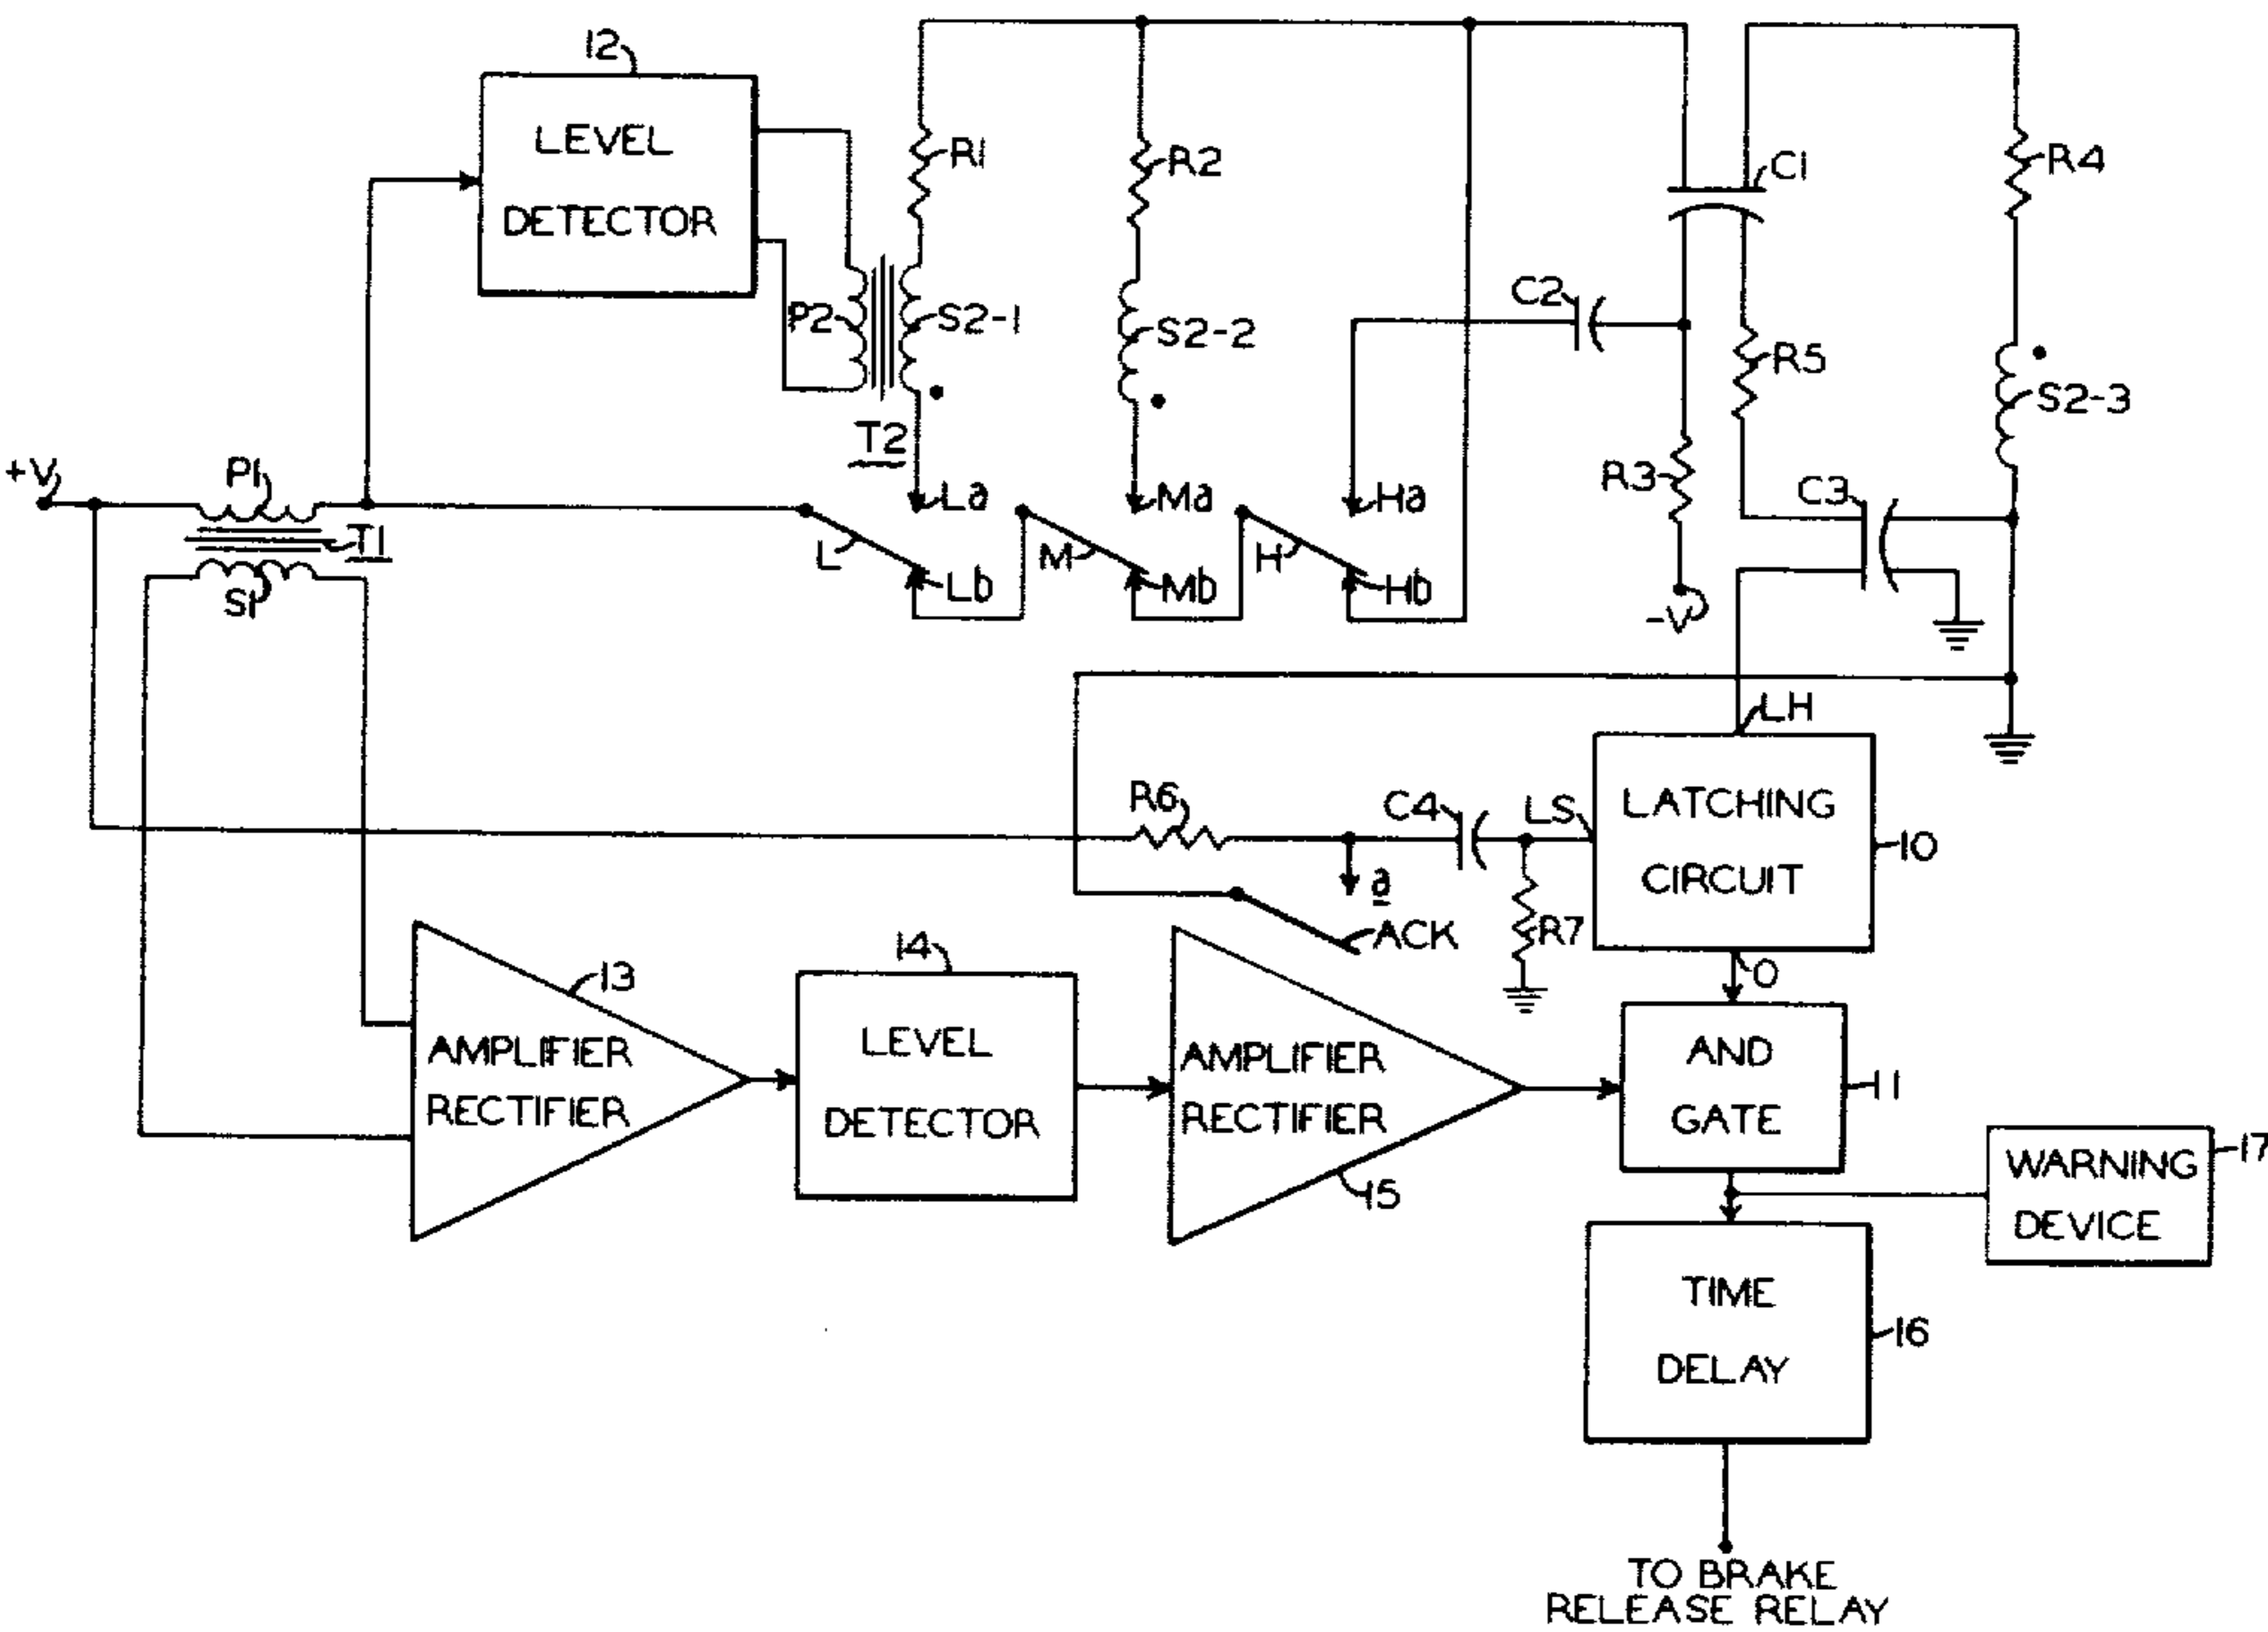 12
LEVEL
DETECTOR
R1
R2
C1
R4
P2
S2-1
S2-2
C2
R5
S2-3
T2
+V
P1
T1
S1
La
Ma
Ha
R3
C3
L
Lb
M
Mb
H
Hb
-V
LH
R6
C4
LS
LATCHING
CIRCUIT
10
a
ACK
R7
O
13
AMPLIFIER
RECTIFIER
14
LEVEL
DETECTOR
AMPLIFIER
RECTIFIER
15
AND
GATE
11
WARNING
DEVICE
17
TIME
DELAY
16
TO BRAKE
RELEASE RELAY